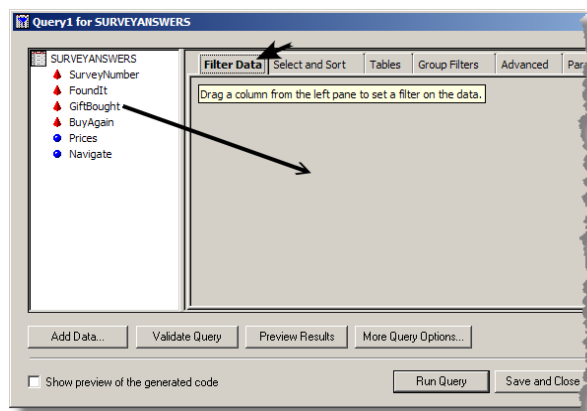 Query1 for SURVEYANSWERS
SURVEYANSWERS
SurveyNumber
FoundIt
GiftBought
BuyAgain
Prices
Navigate
Filter Data Select and Sort Tables Group Filters Advanced
Drag a column from the left pane to set a filter on the data.
Add Data... Validate Query Preview Results More Query Options...
Show preview of the generated code Run Query Save and Close